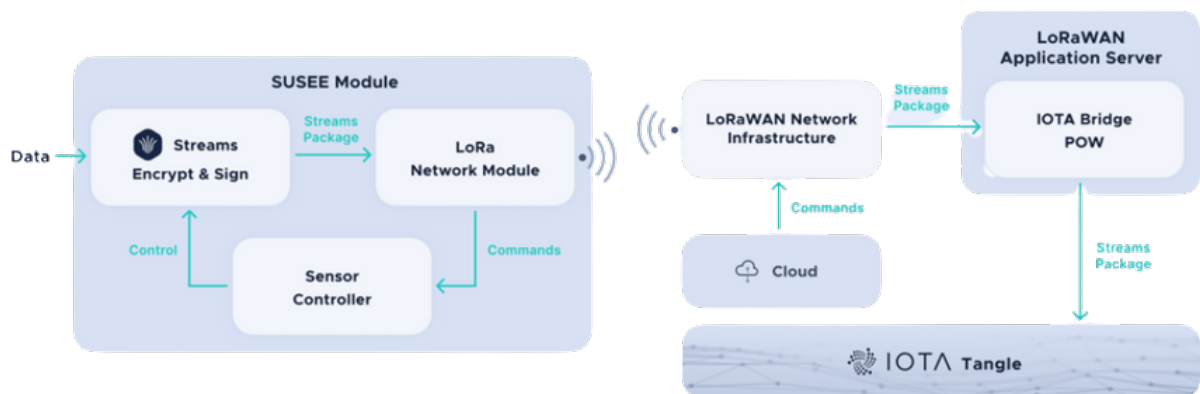 SUSEE Module
Data
Streams
Encrypt & Sign
Streams
Package
LoRa
Network Module
Control
Commands
Sensor
Controller
LoRaWAN Network
Infrastructure
Commands
Cloud
Streams
Package
LoRaWAN
Application Server
IOTA Bridge
POW
Streams
Package
IOTA Tangle